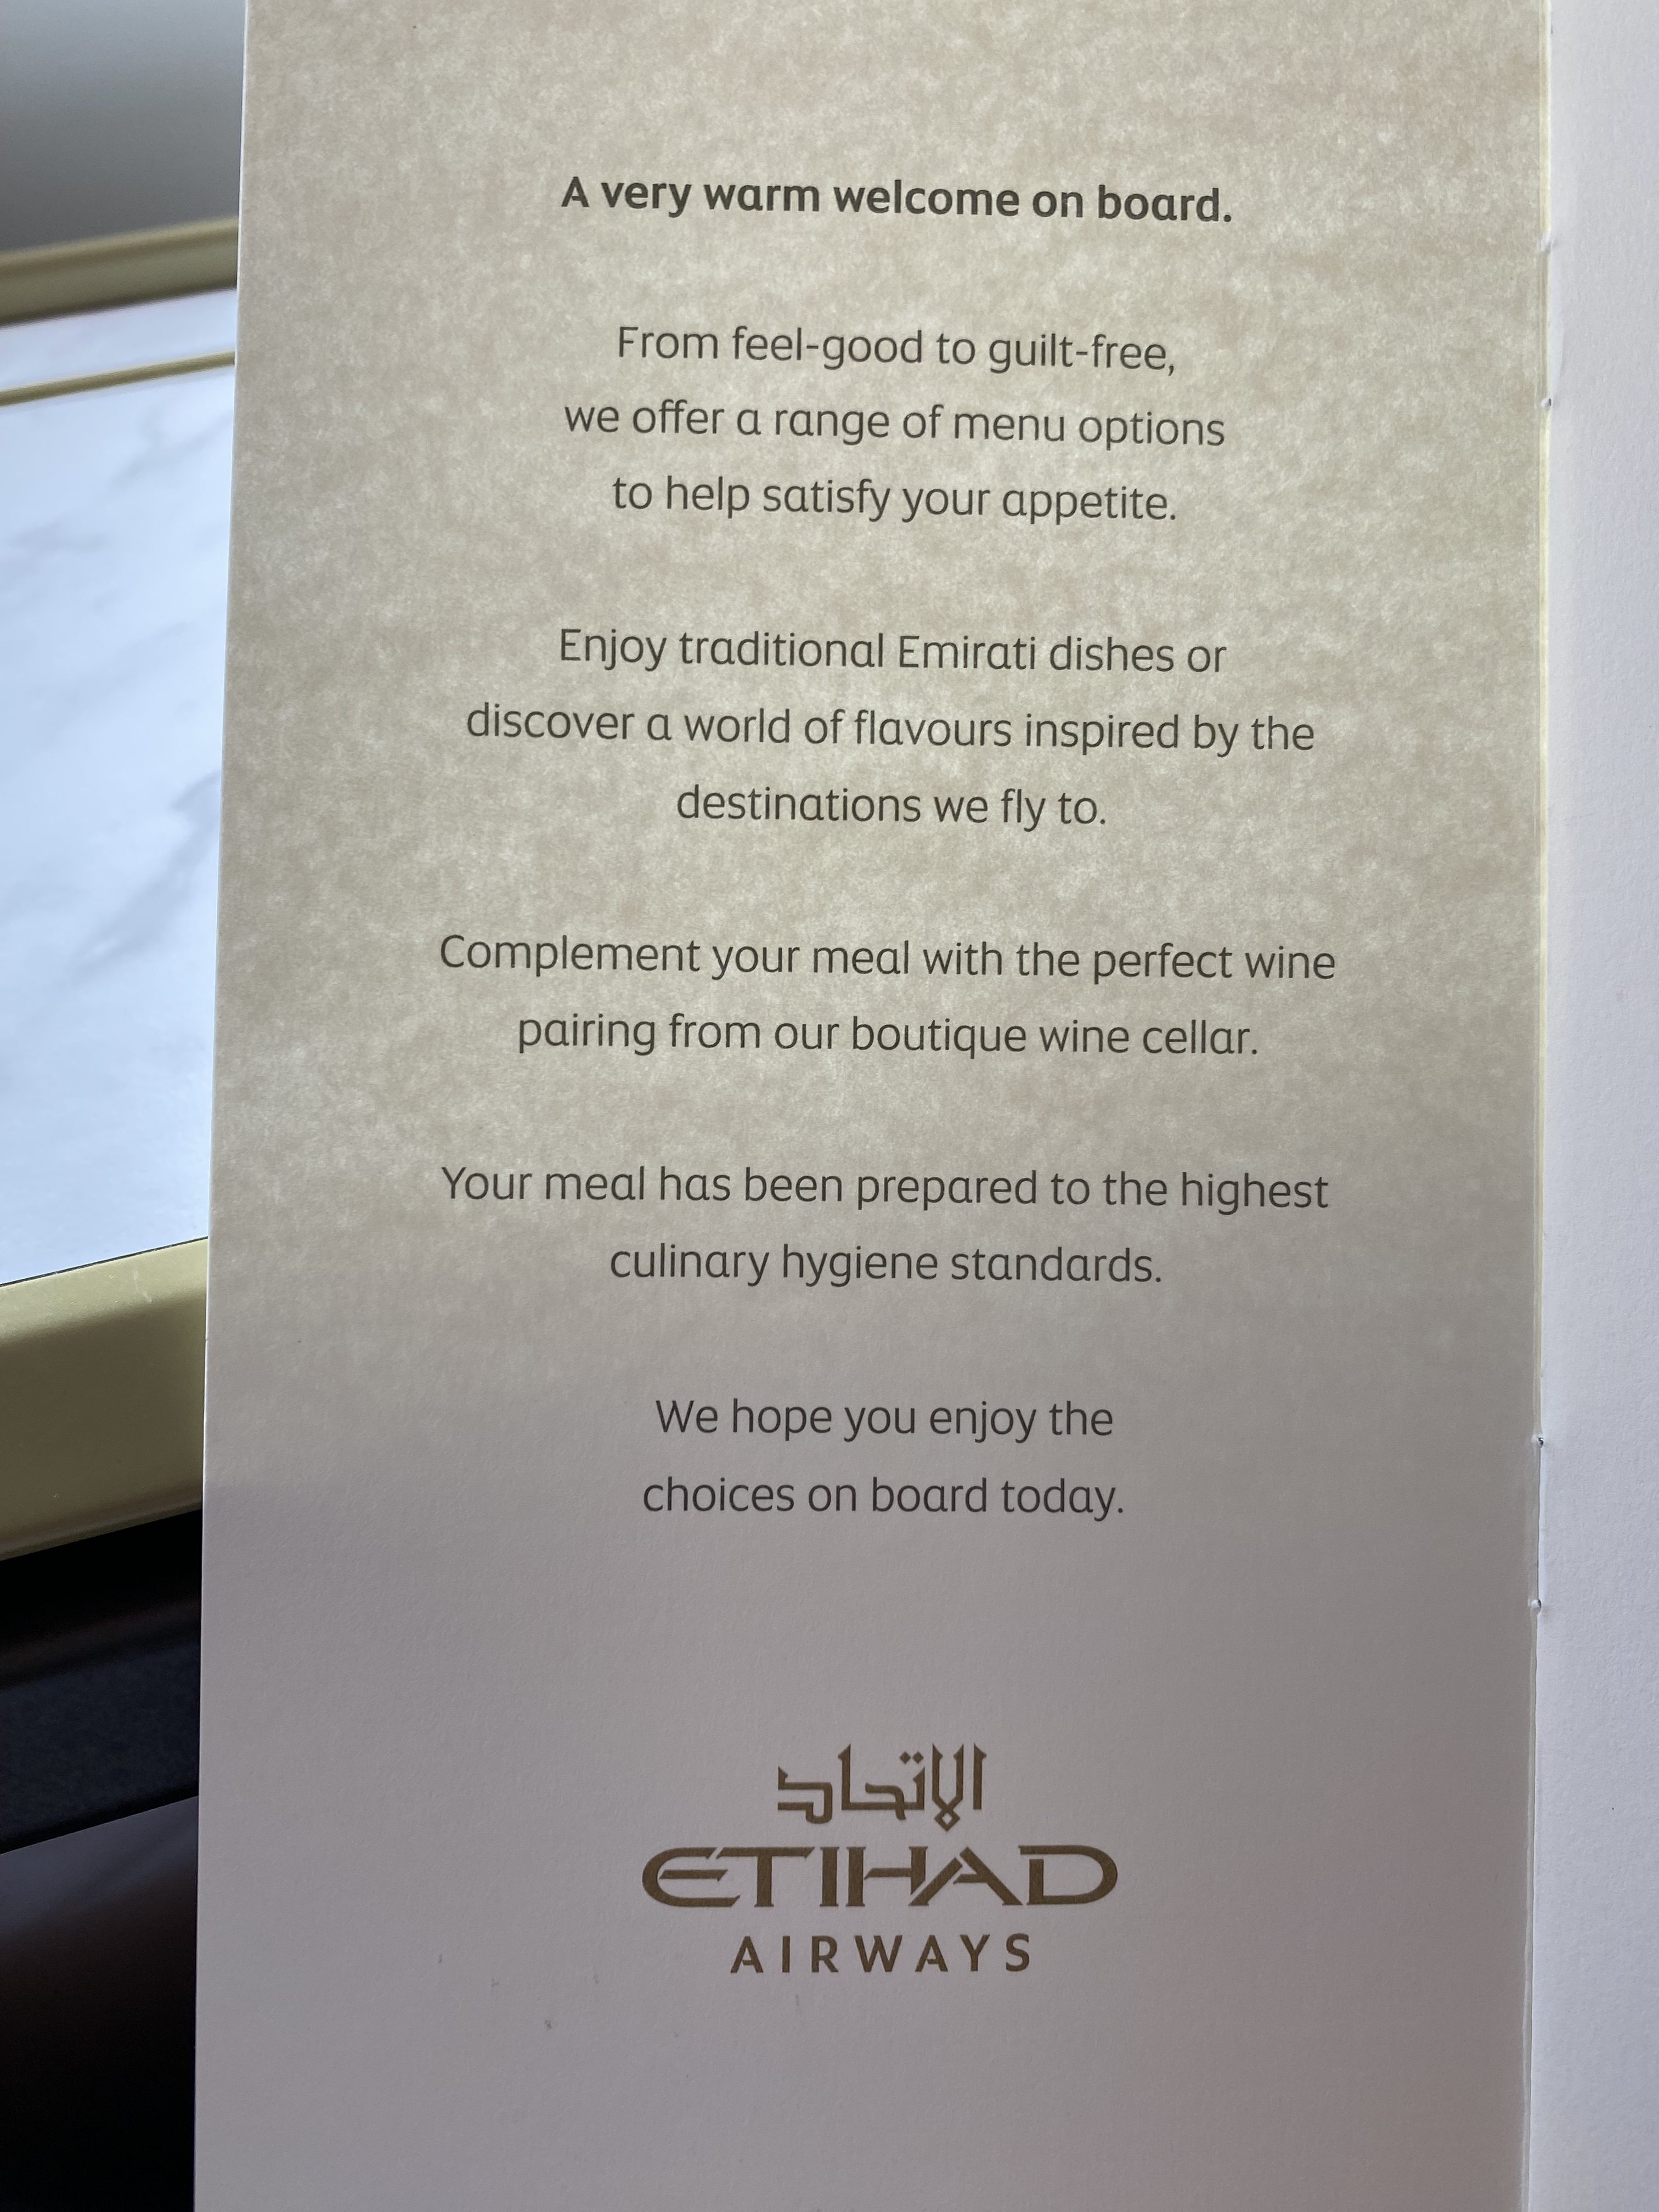 A very warm welcome on board.
From feel-good to guilt-free,
we offer a range of menu options
to help satisfy your appetite.
Enjoy traditional Emirati dishes or
discover a world of flavours inspired by the
destinations we fly to.
Complement your meal with the perfect wine
pairing from our boutique wine cellar.
Your meal has been prepared to the highest
culinary hygiene standards.
We hope you enjoy the
choices on board today.
الإتحاد
ETIHAD
AIRWAYS